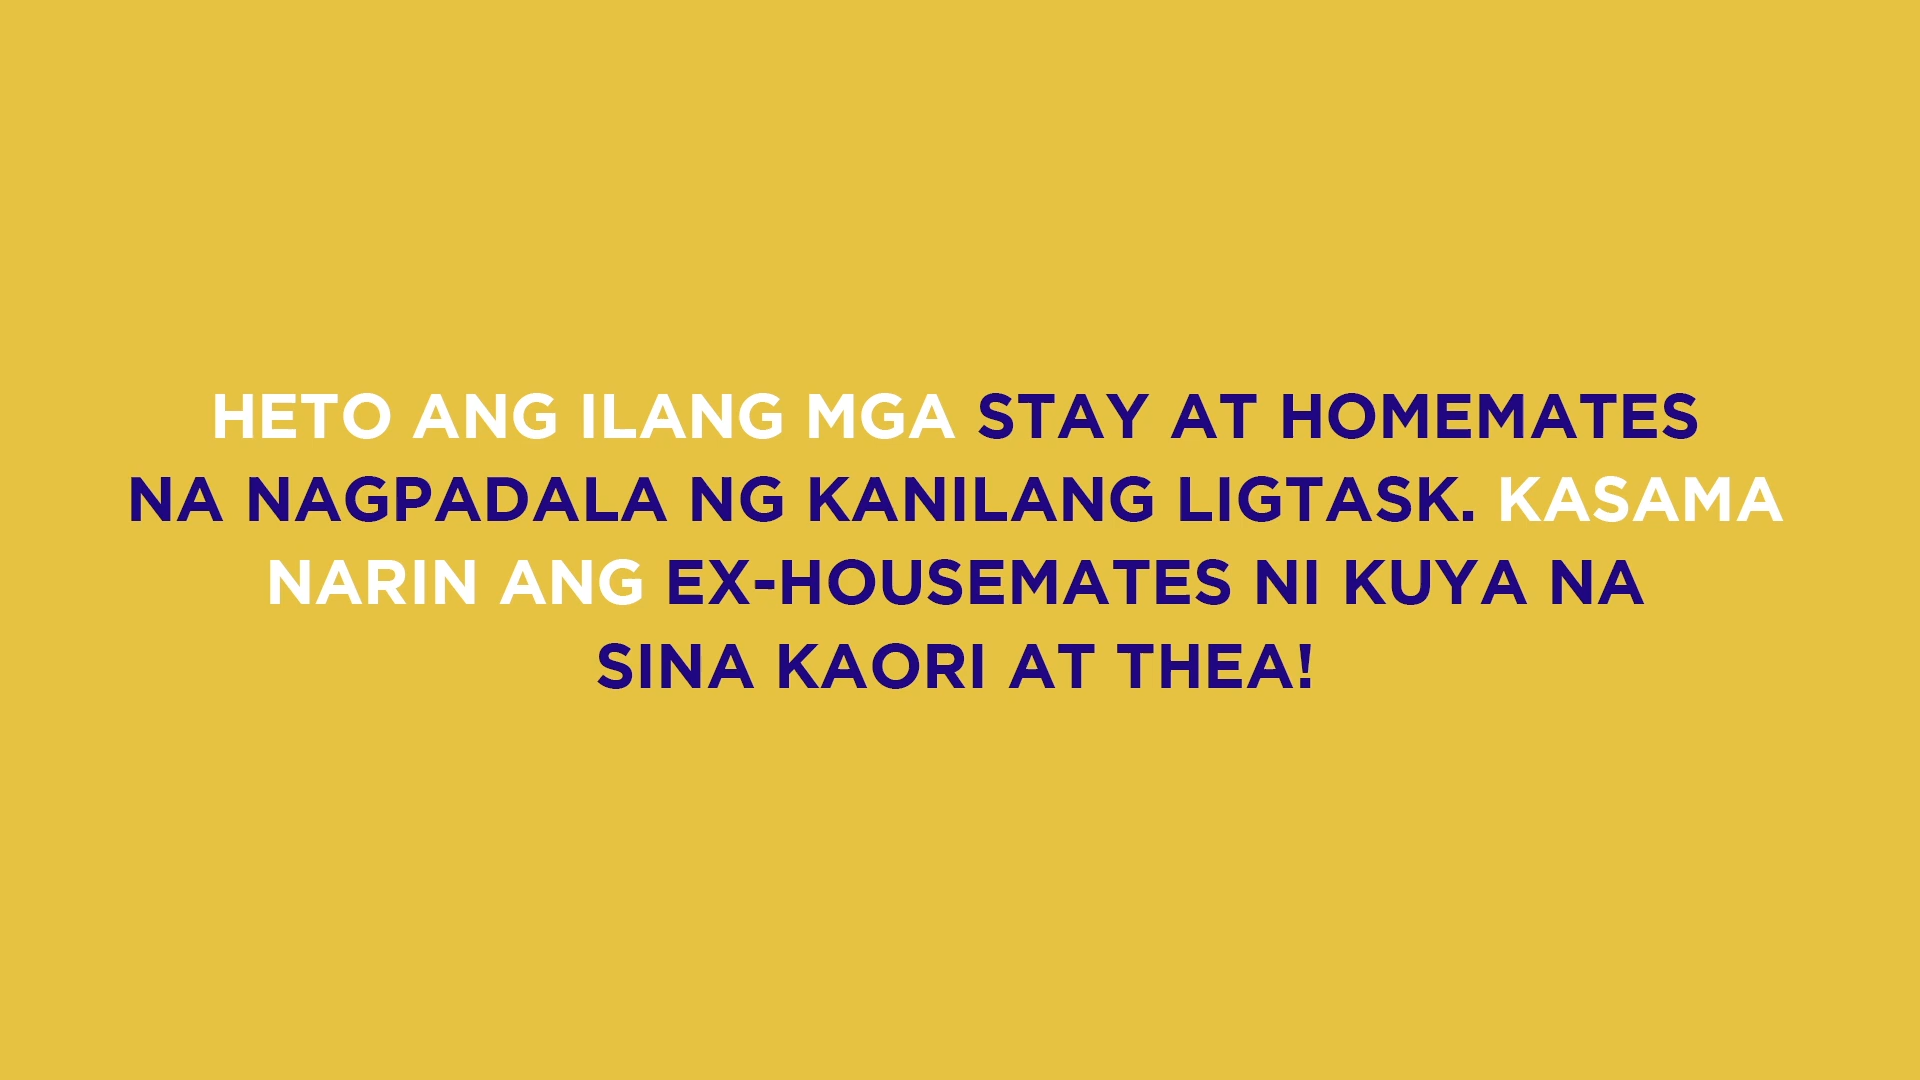 HETO ANG ILANG MGA STAY AT HOMEMATES
NA NAGPADALA NG KANILANG LIGTASK. KASAMA
NARIN ANG EX-HOUSEMATES NI KUYA NA
SINA KAORI AT THEA!